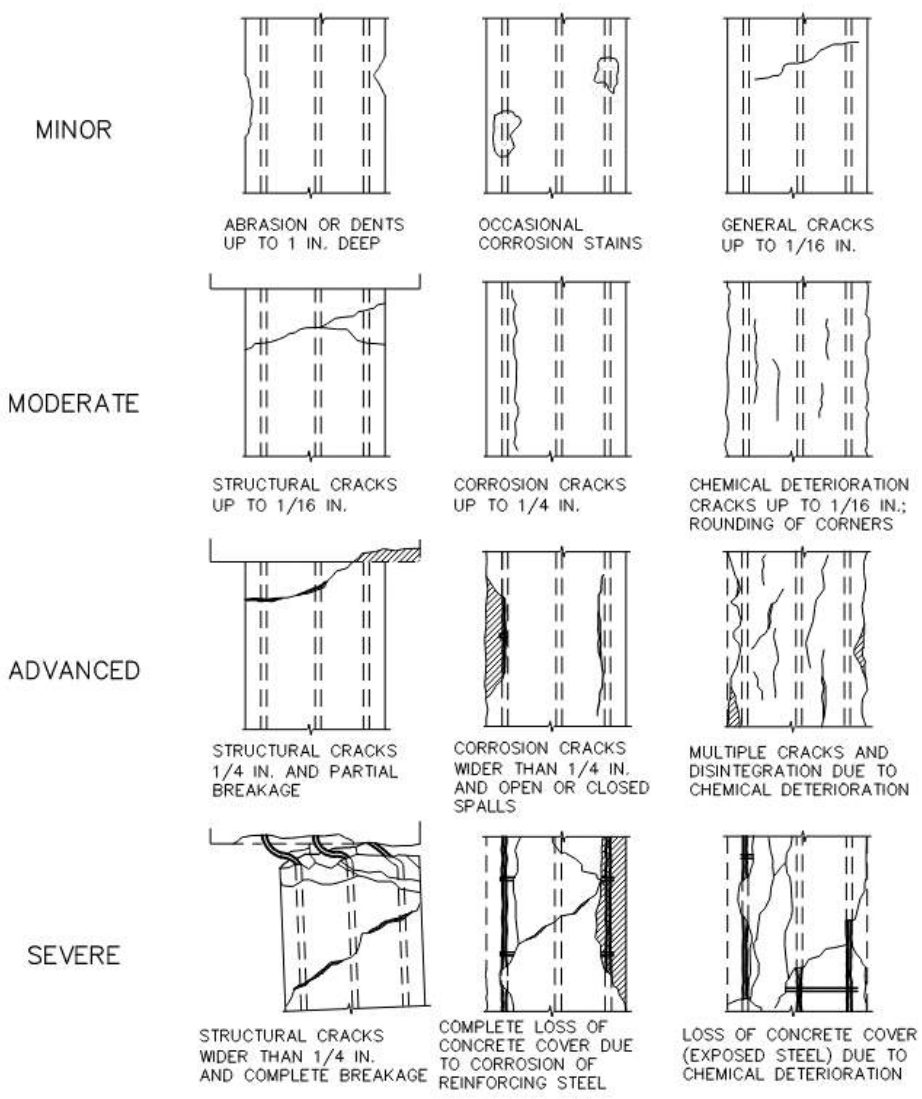 MINOR
ABRASION OR DENTS
UP TO 1 IN. DEEP
OCCASIONAL
CORROSION STAINS
GENERAL CRACKS
UP TO 1/16 IN.
MODERATE
STRUCTURAL CRACKS
UP TO 1/16 IN.
CORROSION CRACKS
UP TO 1/4 IN.
CHEMICAL DETERIORATION
CRACKS UP TO 1/16 IN.;
ROUNDING OF CORNERS
ADVANCED
STRUCTURAL CRACKS
1/4 IN. AND PARTIAL
BREAKAGE
CORROSION CRACKS
WIDER THAN 1/4 IN.
AND OPEN OR CLOSED
SPALLS
MULTIPLE CRACKS AND
DISINTEGRATION DUE TO
CHEMICAL DETERIORATION
SEVERE
STRUCTURAL CRACKS
WIDER THAN 1/4 IN.
AND COMPLETE BREAKAGE
COMPLETE LOSS OF
CONCRETE COVER DUE
TO CORROSION OF
REINFORCING STEEL
LOSS OF CONCRETE COVER
(EXPOSED STEEL) DUE TO
CHEMICAL DETERIORATION